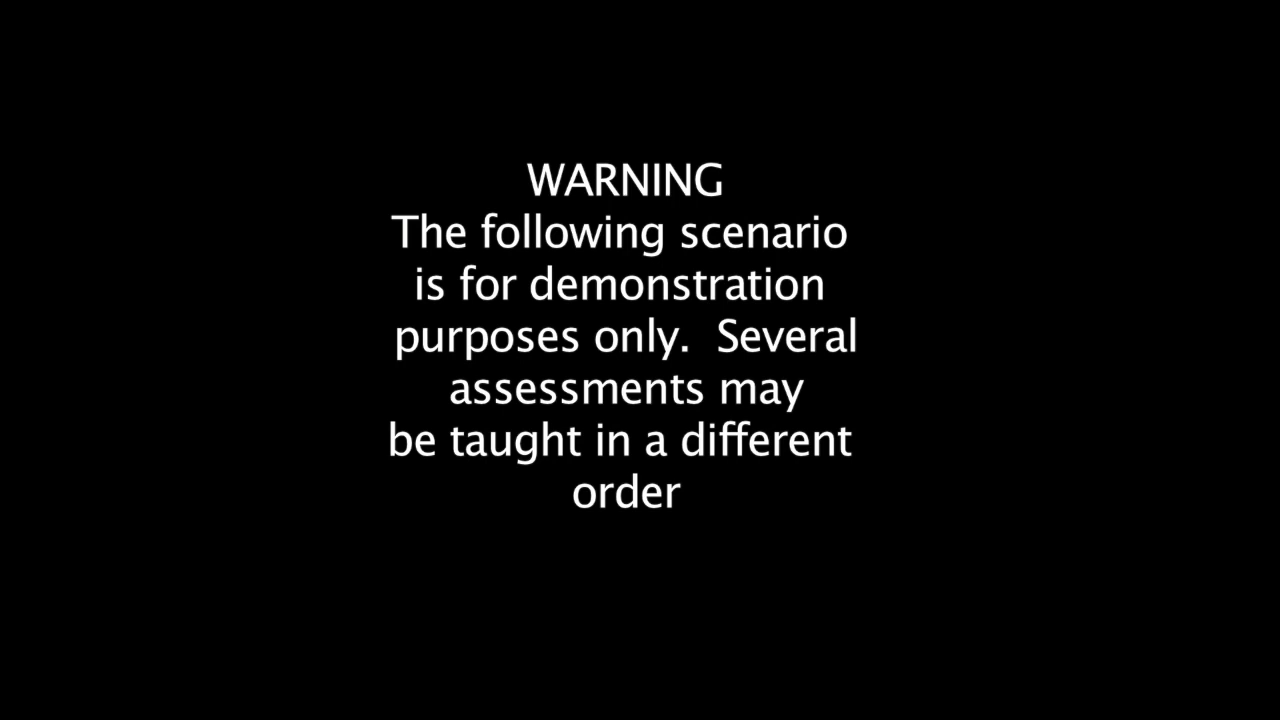 WARNING
The following scenario
is for demonstration
purposes only.  Several
assessments may
be taught in a different
order